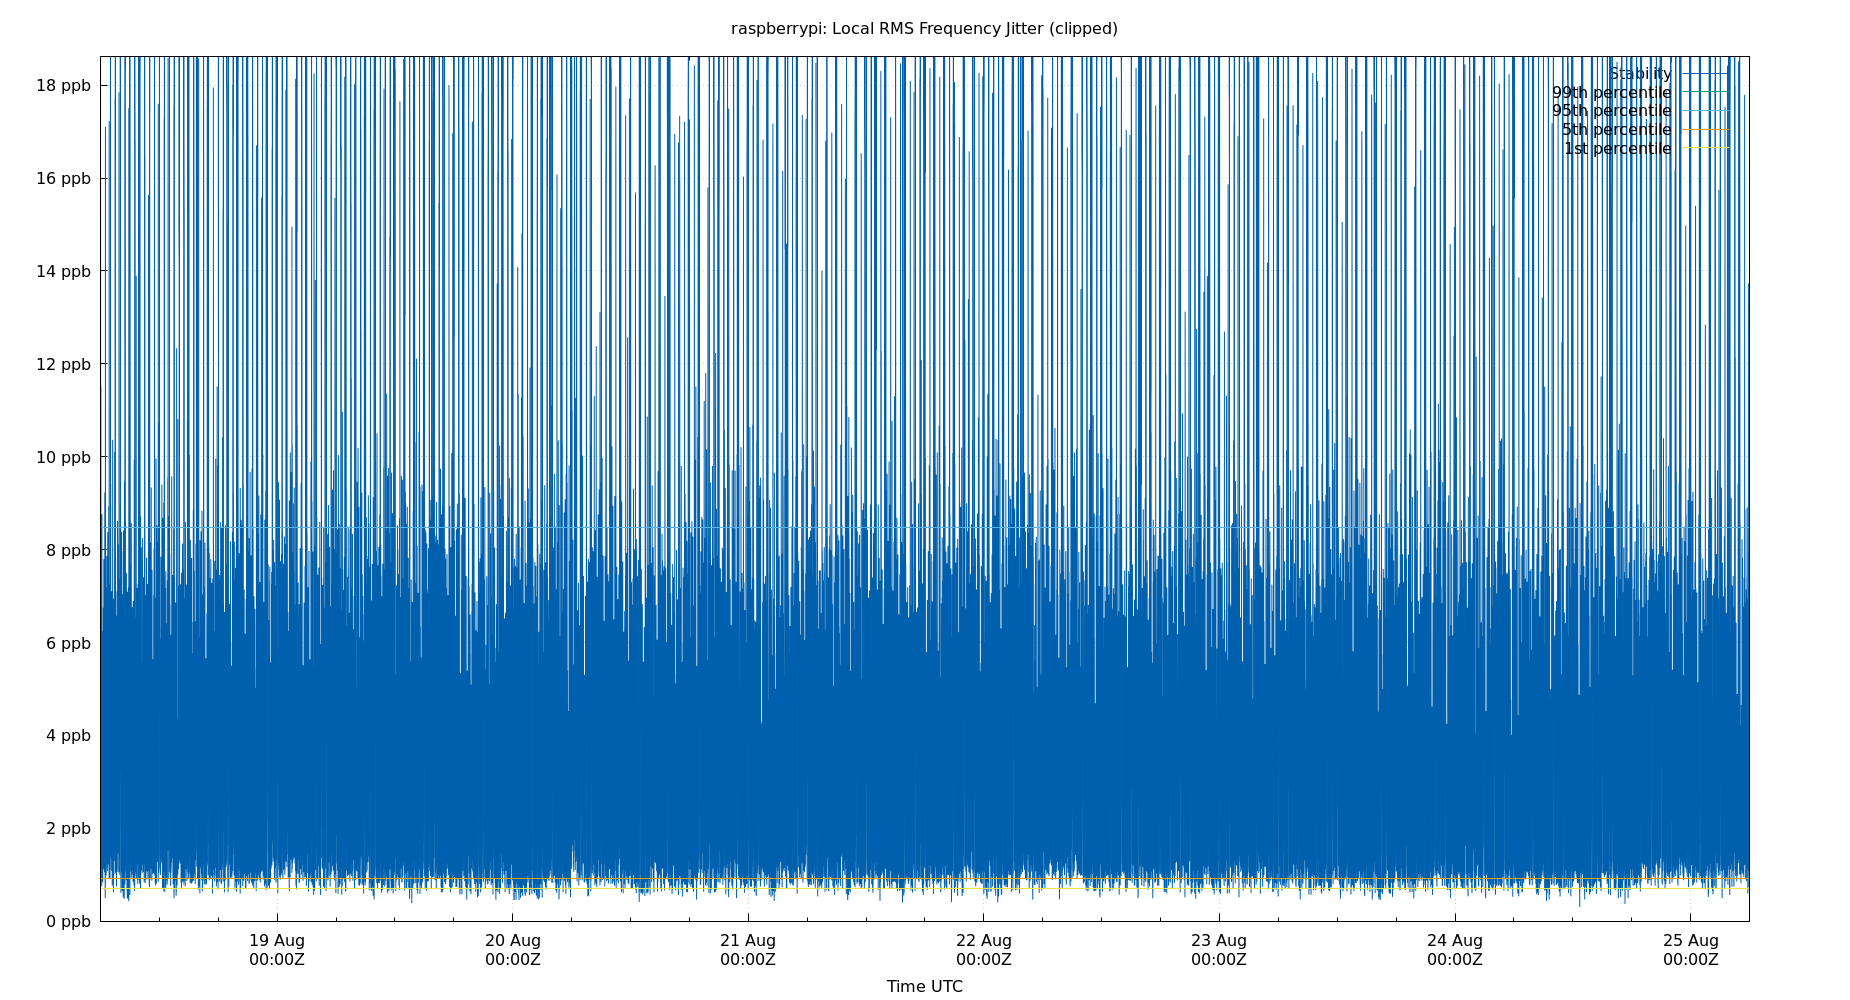 raspberrypi: Local RMS Frequency Jitter (clipped)
18 ppb
16 ppb
14 ppb
12 ppb
10 ppb
8 ppb
6 ppb
4 ppb
2 ppb
0 ppb
Stability
99th percentile
95th percentile
5th percentile
1st percentile
19 Aug
00:00Z
20 Aug
00:00Z
21 Aug
00:00Z
22 Aug
00:00Z
23 Aug
00:00Z
24 Aug
00:00Z
25 Aug
00:00Z
Time UTC